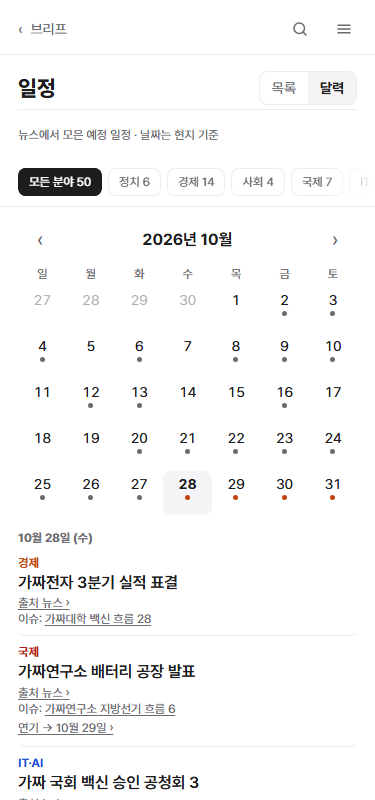 ‹ 브리프
일정
목록 달력
뉴스에서 모은 예정 일정 · 날짜는 현지 기준
모든 분야 50 정치 6 경제 14 사회 4 국제 7 IT·
‹ 2026년 10월 ›
일 월 화 수 목 금 토
27 28 29 30 1 2 3
4 5 6 7 8 9 10
11 12 13 14 15 16 17
18 19 20 21 22 23 24
25 26 27 28 29 30 31
10월 28일 (수)
경제
가짜전자 3분기 실적 표결
출처 뉴스 ›
이슈: 가짜대학 백신 흐름 28
국제
가짜연구소 배터리 공장 발표
출처 뉴스 ›
이슈: 가짜연구소 지방선거 흐름 6
연기 → 10월 29일 ›
IT·AI
가짜 국회 백신 승인 공청회 3